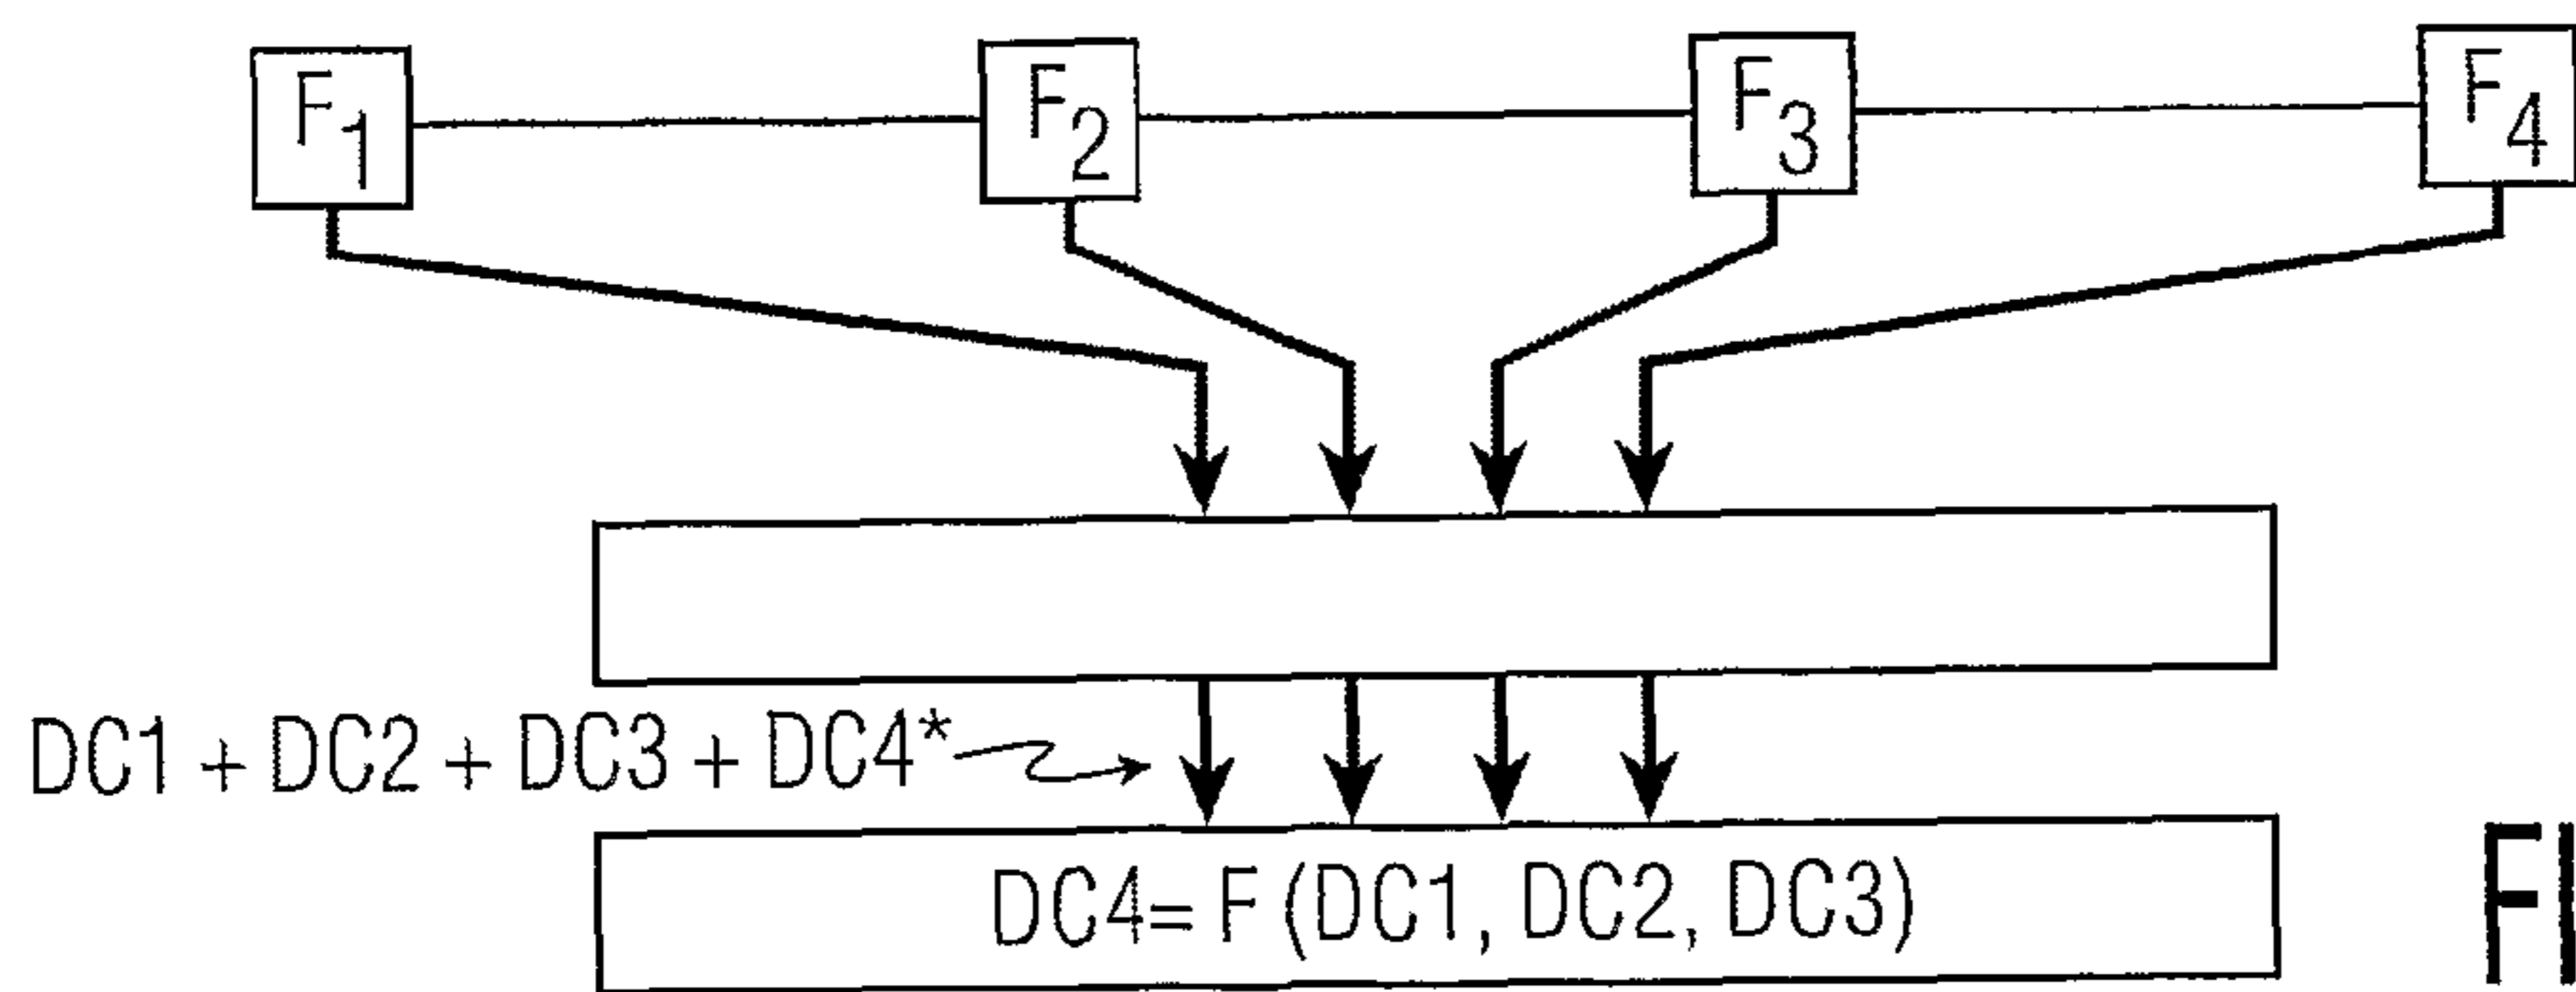 F1 F2 F3 F4
DC1 + DC2 + DC3 + DC4*
DC4= F (DC1, DC2, DC3)